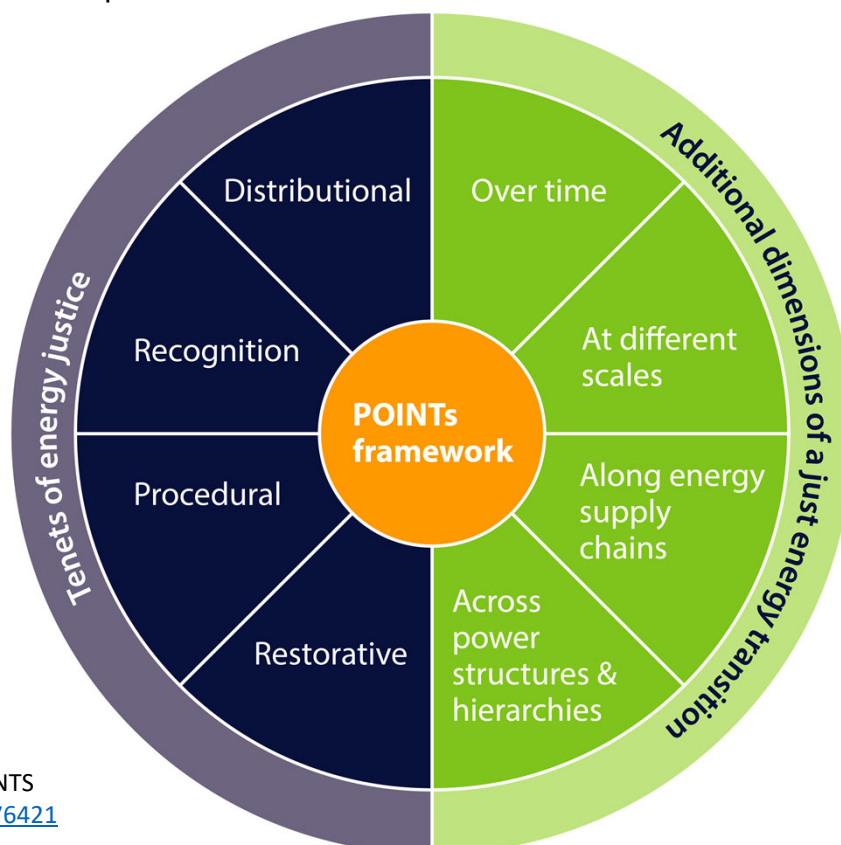 Tenets of energy justice
Distributional
Recognition
Procedural
Restorative
POINTs
framework
Additional dimensions of a just energy transition
Over time
At different
scales
Along energy
supply
chains
Across
power
structures &
hierarchies
NTS
76421